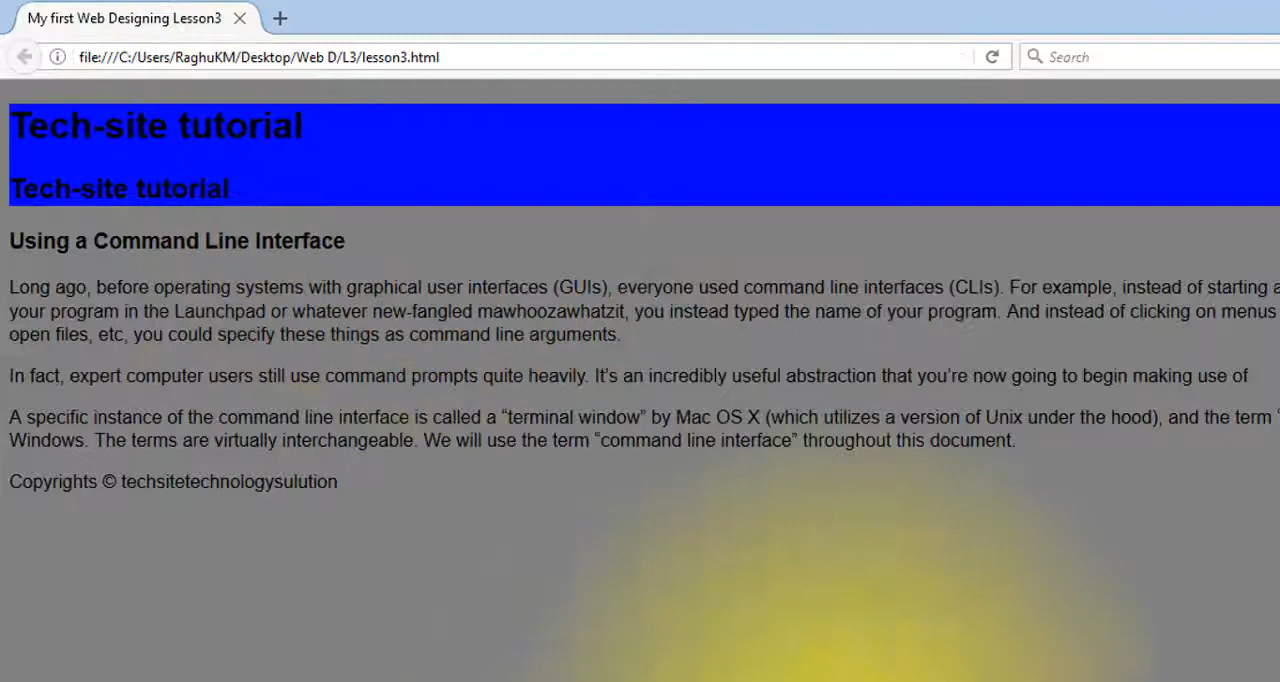 My first Web Designing Lesson3
file:///C:/Users/RaghuKM/Desktop/Web D/L3/lesson3.html
Search
Tech-site tutorial
Tech-site tutorial
Using a Command Line Interface
Long ago, before operating systems with graphical user interfaces (GUIs), everyone used command line interfaces (CLIs). For example, instead of starting a
your program in the Launchpad or whatever new-fangled mawhoozawhatzit, you instead typed the name of your program. And instead of clicking on menus
open files, etc, you could specify these things as command line arguments.
In fact, expert computer users still use command prompts quite heavily. It's an incredibly useful abstraction that you're now going to begin making use of
A specific instance of the command line interface is called a “terminal window” by Mac OS X (which utilizes a version of Unix under the hood), and the term “
Windows. The terms are virtually interchangeable. We will use the term “command line interface” throughout this document.
Copyrights © techsitetechnologysulution